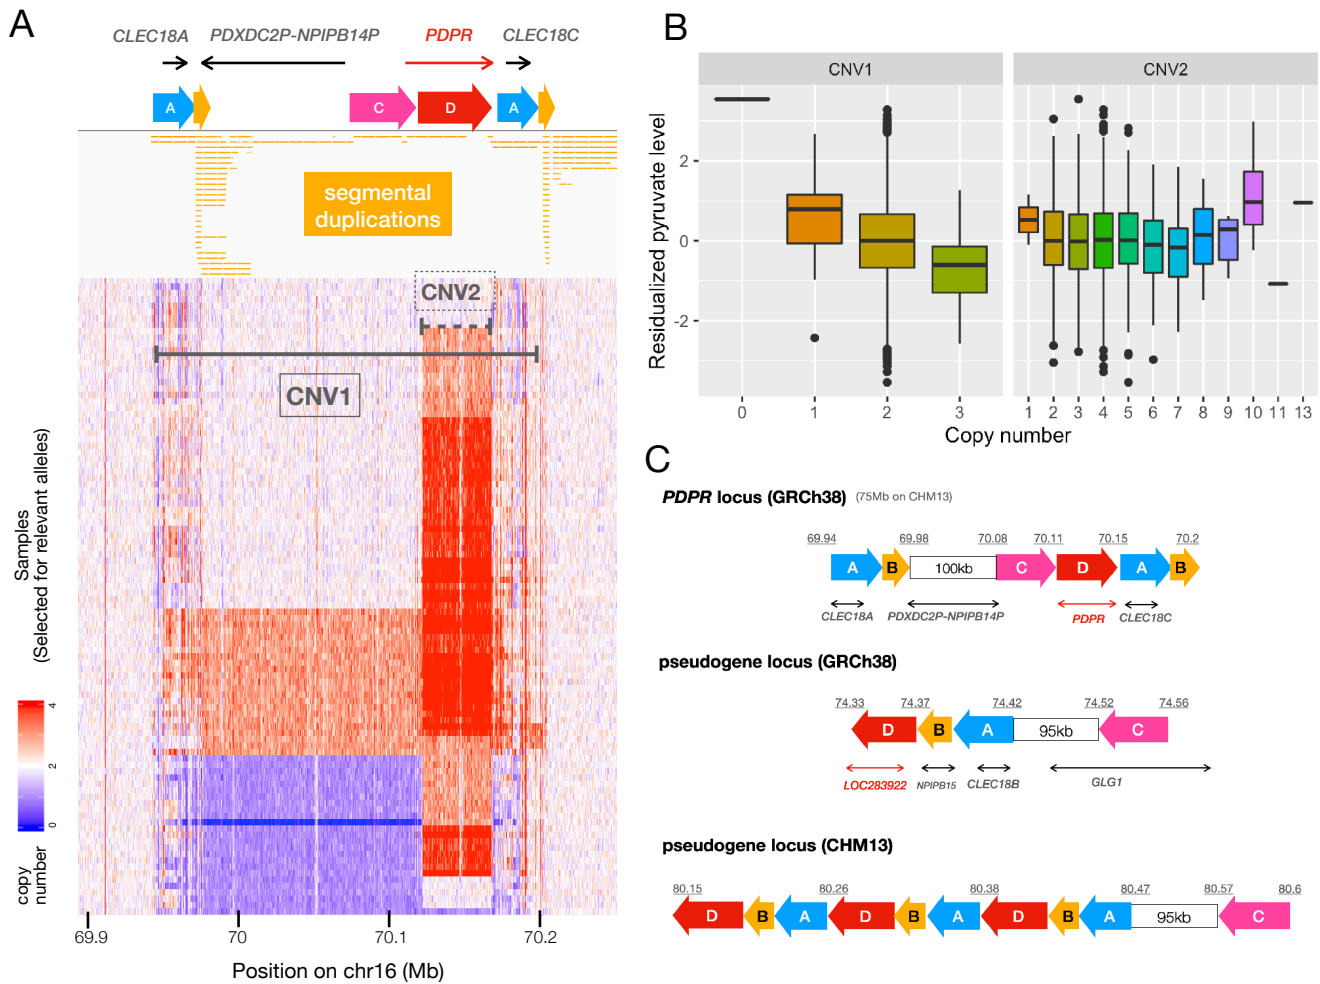 A
CLEC18A
PDXDC2P-NPIPB14P
PDPR
CLEC18C
A
C
D
A
segmental
duplications
CNV2
CNV1
Samples
(Selected for relevant alleles)
4
2
0
copy
number
69.9
70
70.1
70.2
Position on chr16 (Mb)
B
CNV1
CNV2
Residualized pyruvate level
2
0
-2
0
1
2
3
1
2
3
4
5
6
7
8
9
10
11
13
Copy number
C
PDPR locus (GRCh38) (75Mb on CHM13)
69.94
69.98
70.08
70.11
70.15
70.2
A
B
100kb
C
D
A
B
CLEC18A
PDXDC2P-NPIPB14P
PDPR
CLEC18C
pseudogene locus (GRCh38)
74.33
74.37
74.42
74.52
74.56
D
B
A
95kb
C
LOC283922
NPIPB15
CLEC18B
GLG1
pseudogene locus (CHM13)
80.15
80.26
80.38
80.47
80.57
80.6
D
B
A
D
B
A
D
B
A
95kb
C